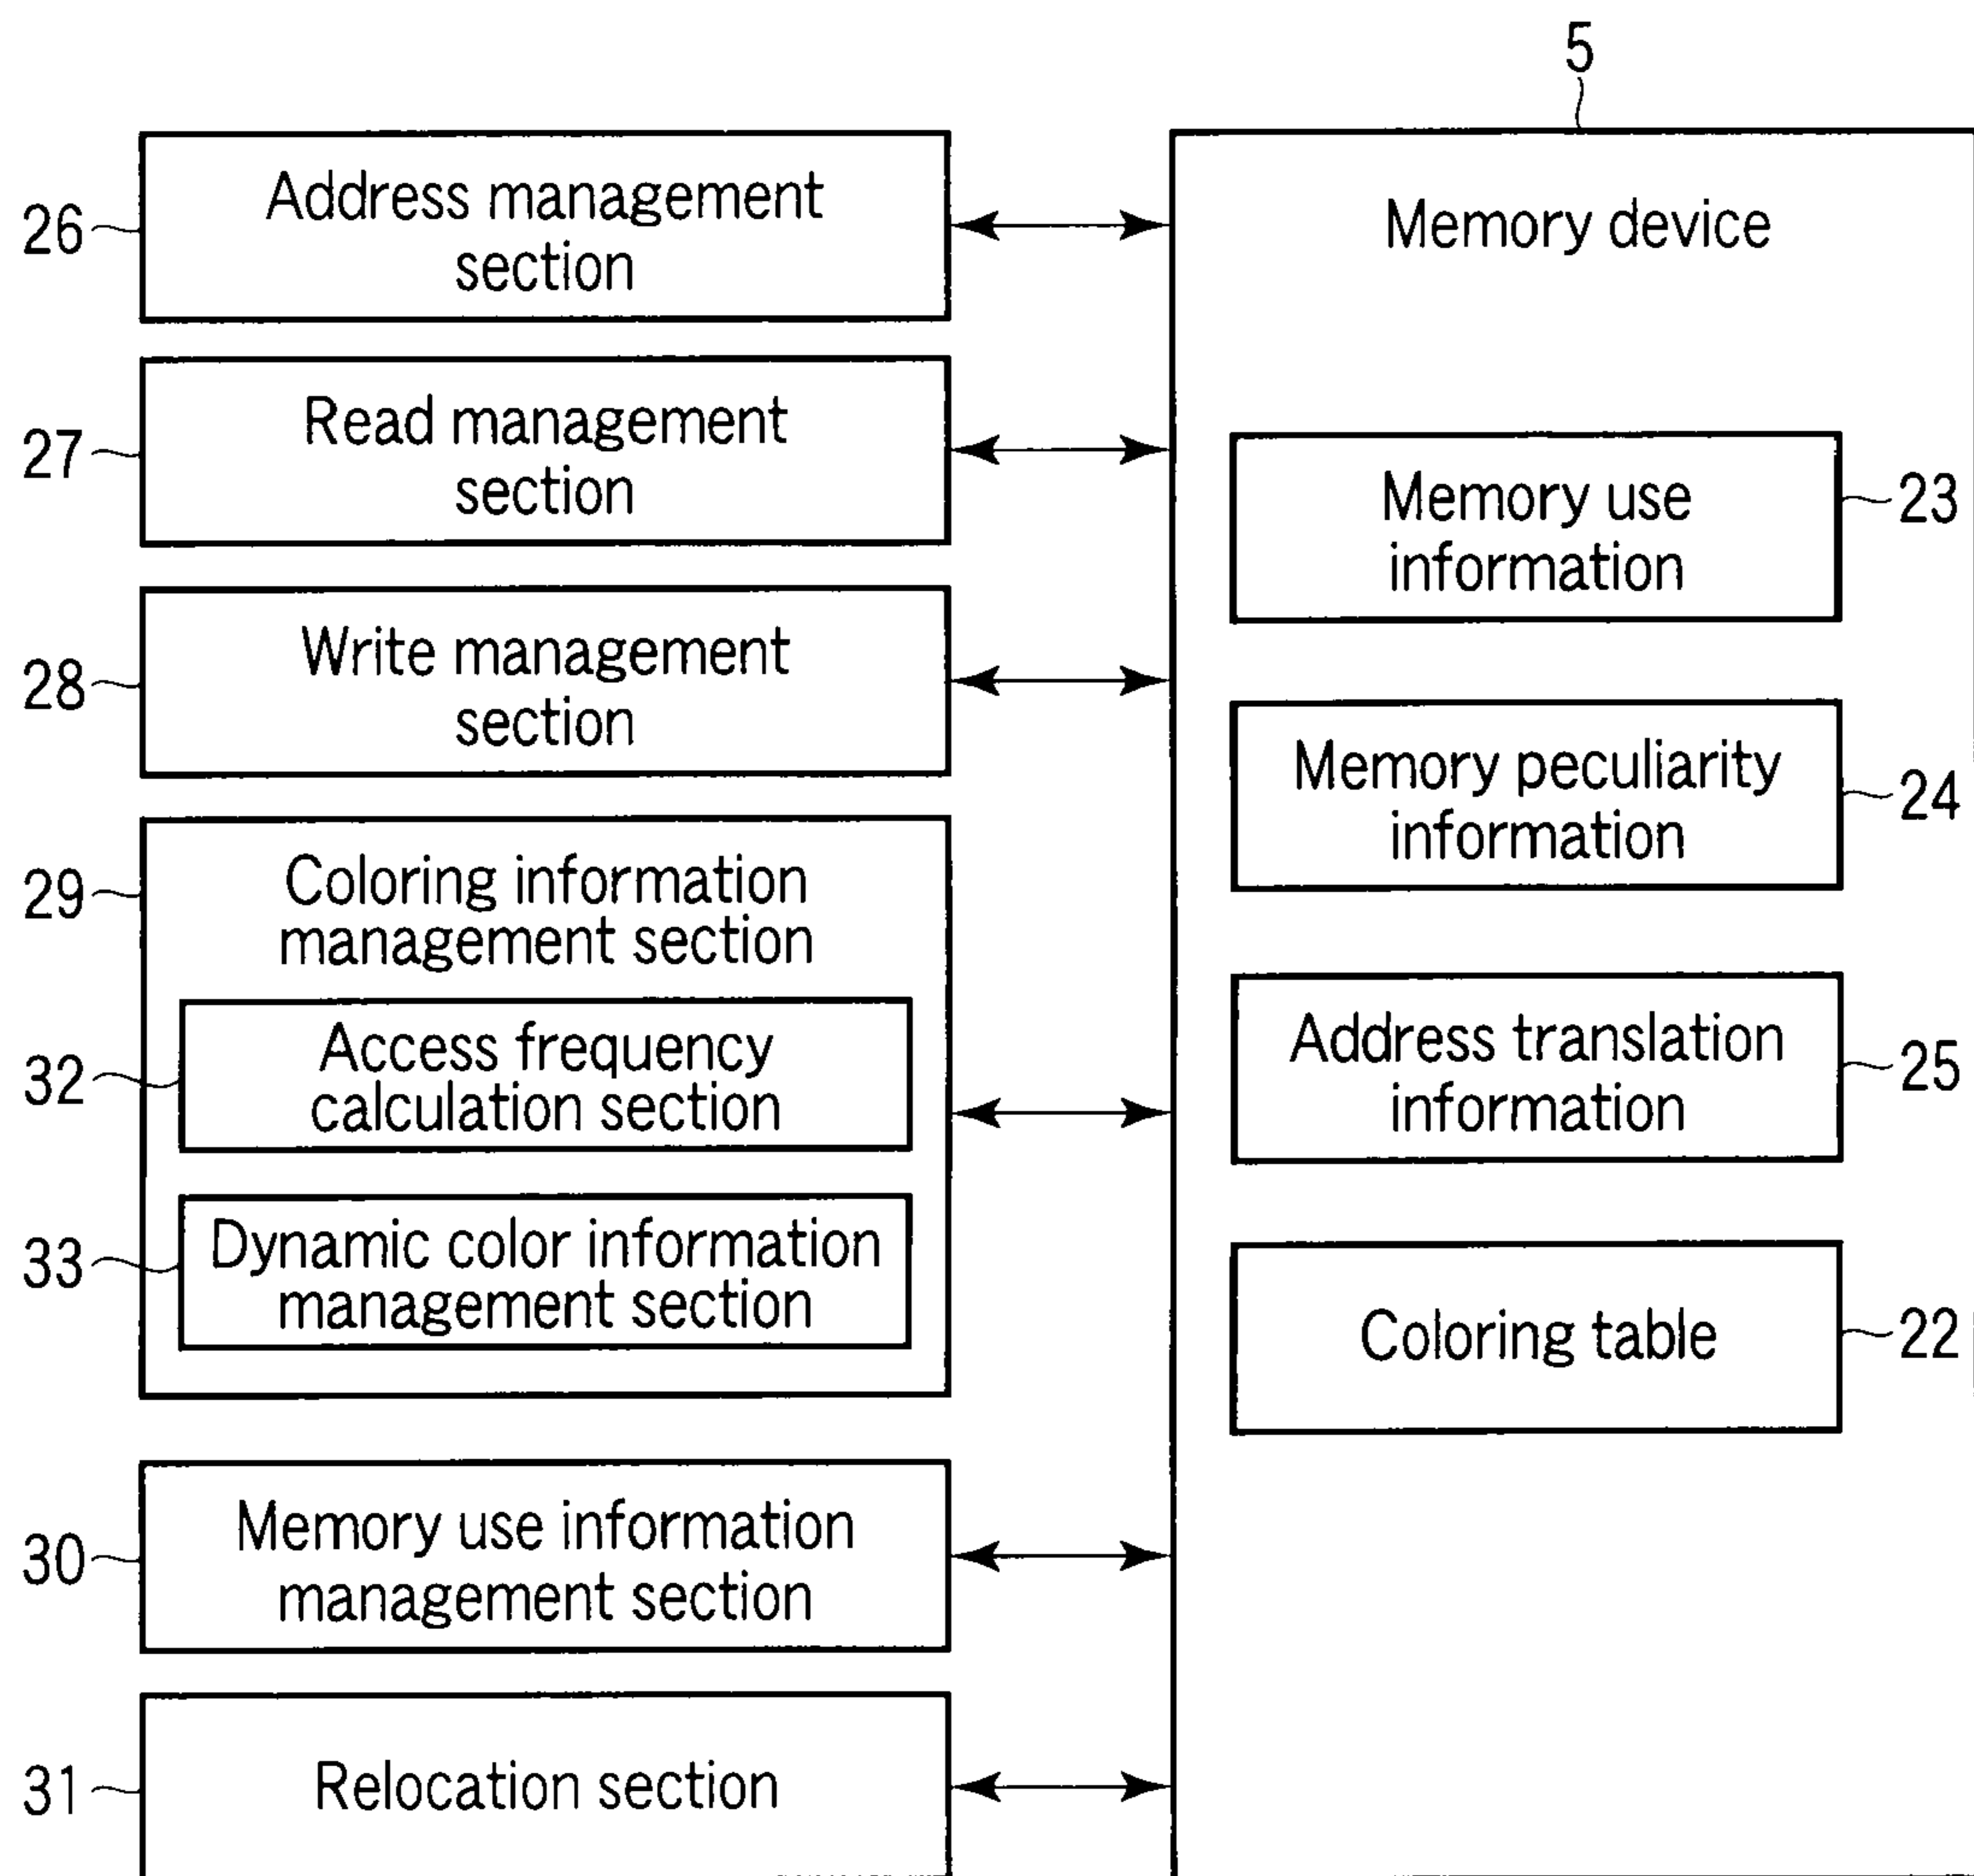 5
26
Address management
section
27
Read management
section
28
Write management
section
29
Coloring information
management section
32
Access frequency
calculation section
33
Dynamic color information
management section
30
Memory use information
management section
31
Relocation section
Memory device
Memory use
information
23
Memory peculiarity
information
24
Address translation
information
25
Coloring table
22